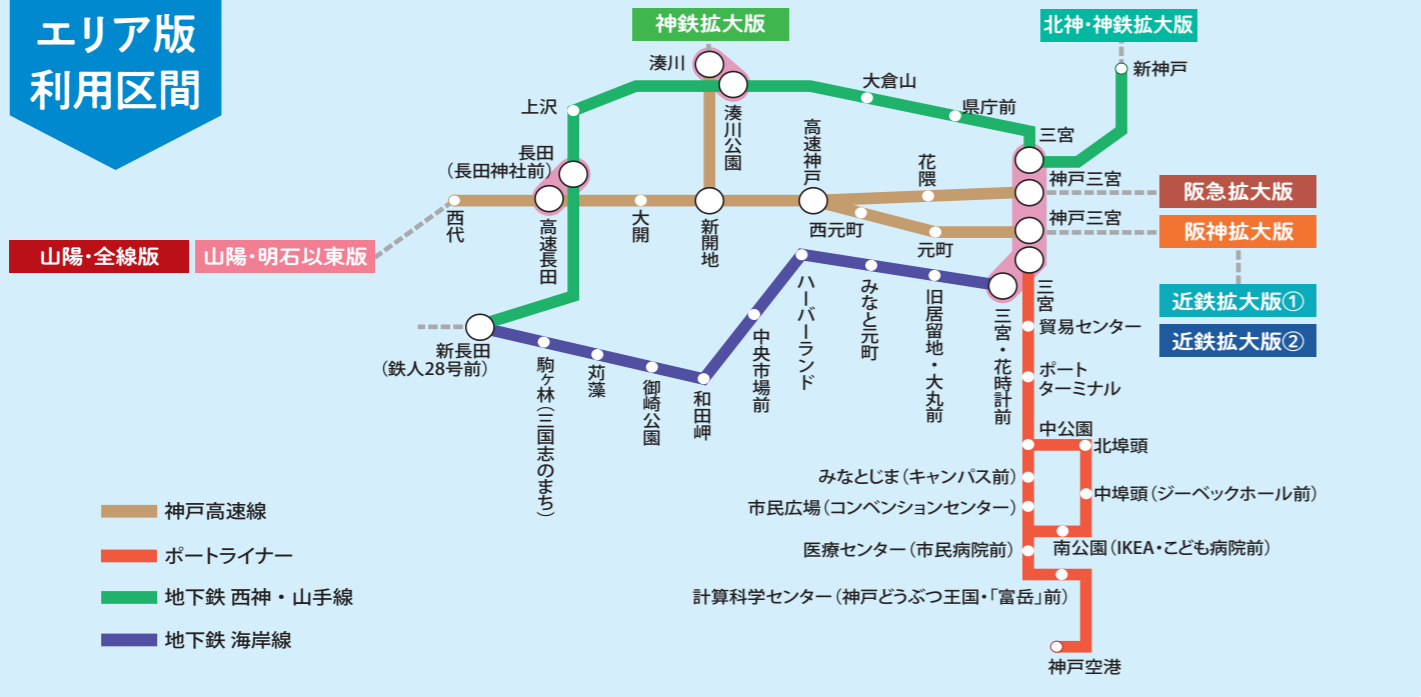 エリア版
利用区間
神鉄拡大版
北神・神鉄拡大版
湊川
新神戸
大倉山
県庁前
上沢
湊川公園
高速神戸
三宮
長田
(長田神社前)
花隈
神戸三宮
阪急拡大版
神戸三宮
阪神拡大版
西代
高速長田
大開
新開地
西元町
元町
山陽・全線版
山陽・明石以東版
近鉄拡大版①
近鉄拡大版②
三宮
貿易センター
ポート
ターミナル
新長田
(鉄人28号前)
駒ヶ林(三国志のまち)
苅藻
御崎公園
和田岬
中央市場前
ハーバーランド
みなと元町
旧居留地・大丸前
三宮・花時計前
中公園
北埠頭
みなとじま(キャンパス前)
中埠頭(ジーベックホール前)
市民広場(コンベンションセンター)
医療センター(市民病院前)
南公園(IKEA・こども病院前)
計算科学センター(神戸どうぶつ王国・「富岳」前)
神戸空港
神戸高速線
ポートライナー
地下鉄 西神・山手線
地下鉄 海岸線